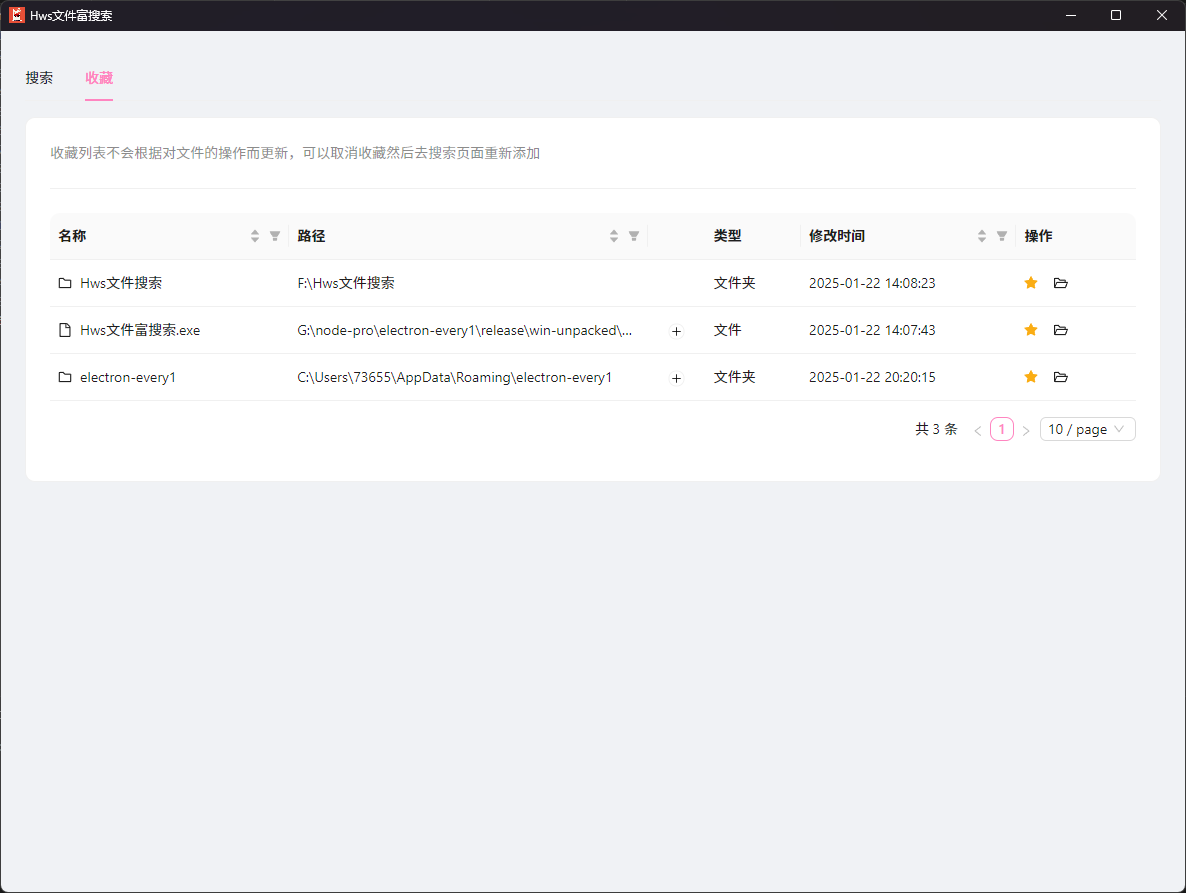 Hws文件富搜索
搜索 收藏
收藏列表不会根据对文件的操作而更新，可以取消收藏然后去搜索页面重新添加
名称 路径 类型 修改时间 操作
Hws文件搜索 F:\Hws文件搜索 文件夹 2025-01-22 14:08:23
Hws文件富搜索.exe G:\node-pro\electron-every1\release\win-unpacked\... + 文件 2025-01-22 14:07:43
electron-every1 C:\Users\73655\AppData\Roaming\electron-every1 + 文件夹 2025-01-22 20:20:15
共 3 条 < 1 > 10 / page